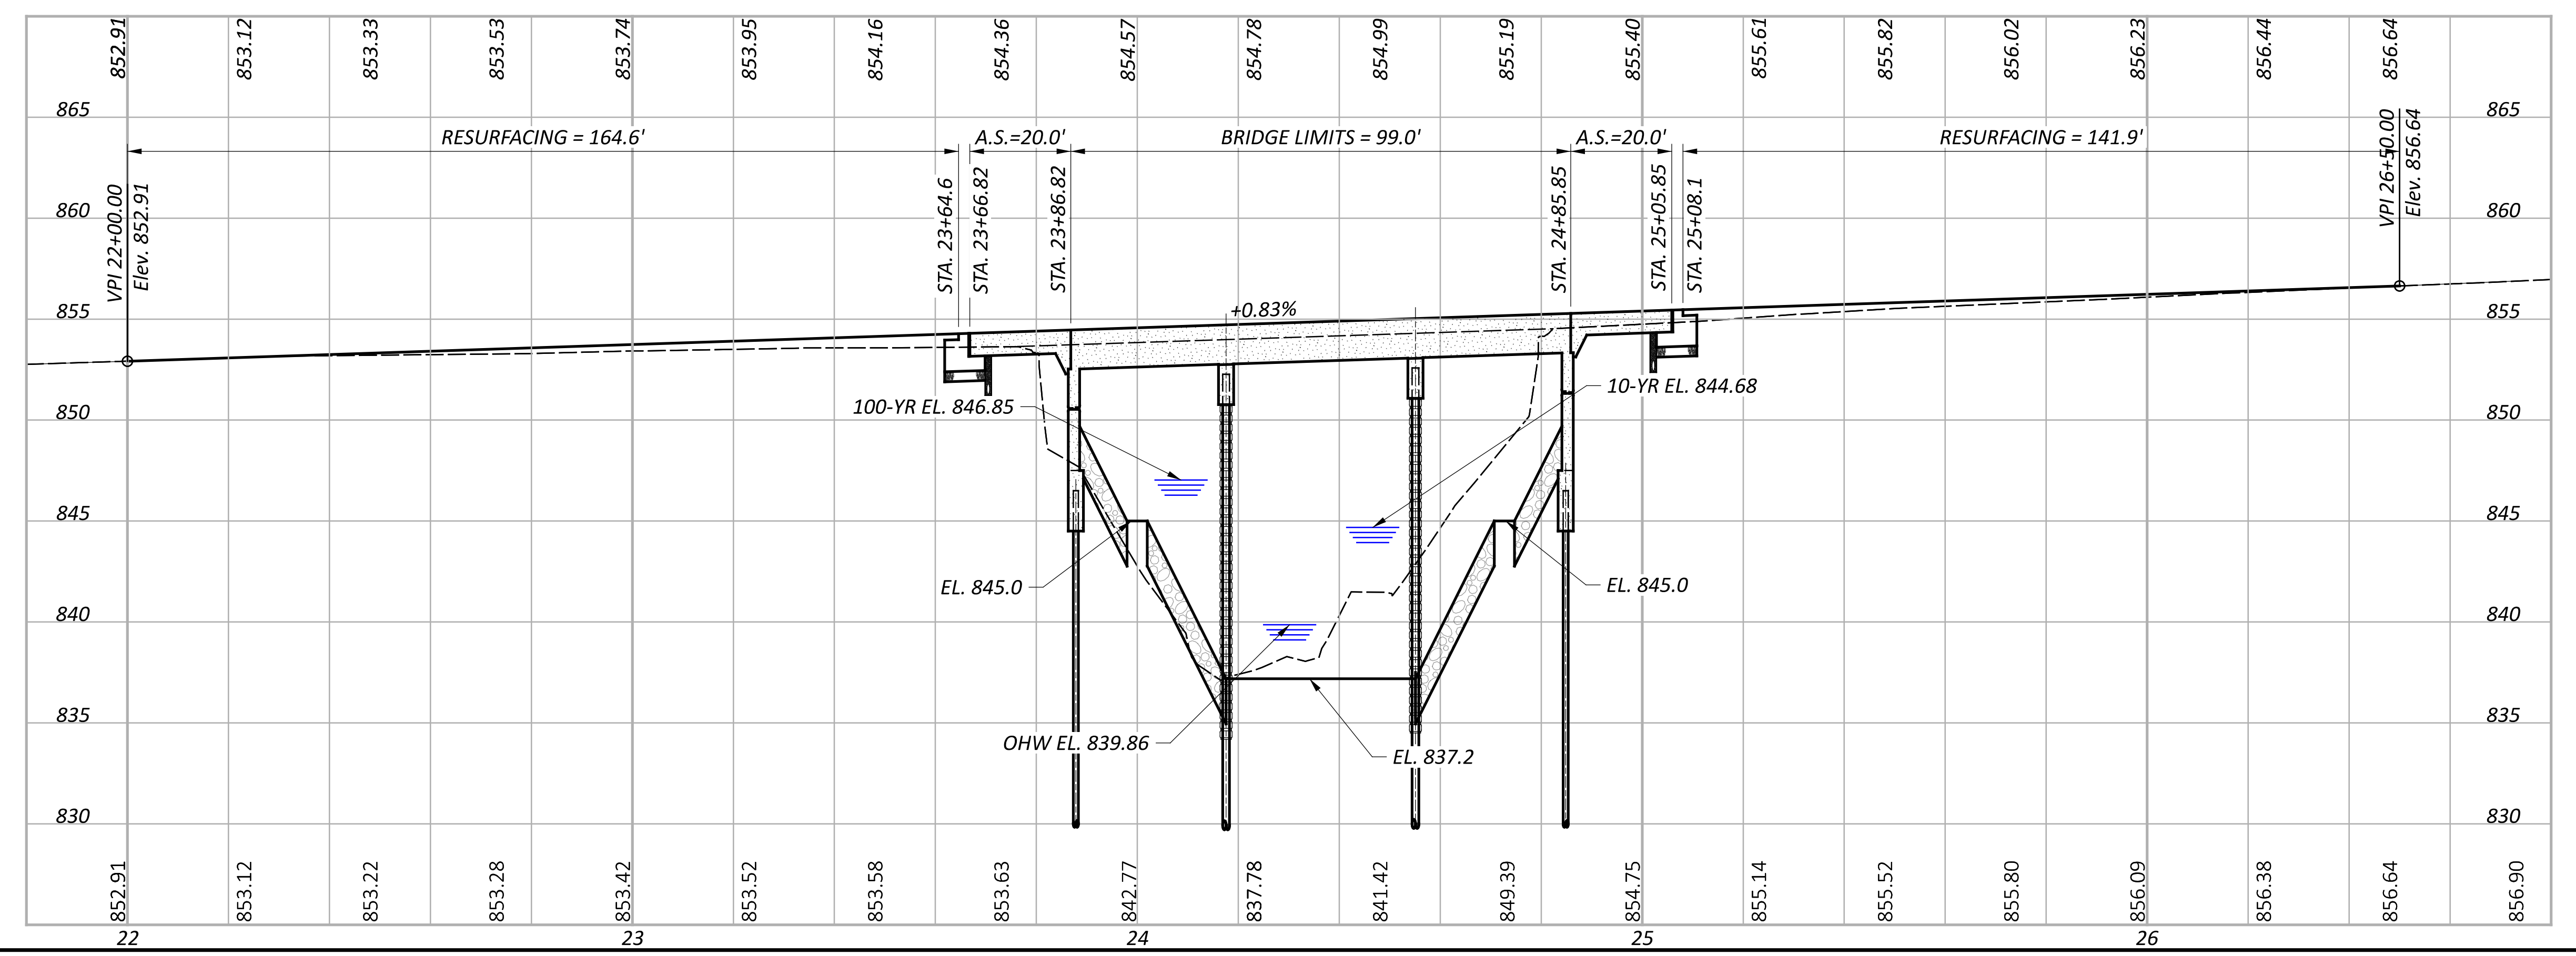 852.91
853.12
853.33
853.53
853.74
853.95
854.16
854.36
854.57
854.78
854.99
855.19
855.40
855.61
855.82
856.02
856.23
856.44
856.64
865
865
RESURFACING = 164.6'
A.S.=20.0'
BRIDGE LIMITS = 99.0'
A.S.=20.0'
RESURFACING = 141.9'
VPI 22+00.00
Elev. 852.91
STA. 23+64.6
STA. 23+66.82
STA. 23+86.82
STA. 24+85.85
STA. 25+05.85
STA. 25+08.1
VPI 26+50.00
Elev. 856.64
860
860
855
+0.83%
855
850
100-YR EL. 846.85
10-YR EL. 844.68
850
845
845
EL. 845.0
EL. 845.0
840
840
835
835
OHW EL. 839.86
EL. 837.2
830
830
852.91
853.12
853.22
853.28
853.42
853.52
853.58
853.63
842.77
837.78
841.42
849.39
854.75
855.14
855.52
855.80
856.09
856.38
856.64
856.90
22
23
24
25
26